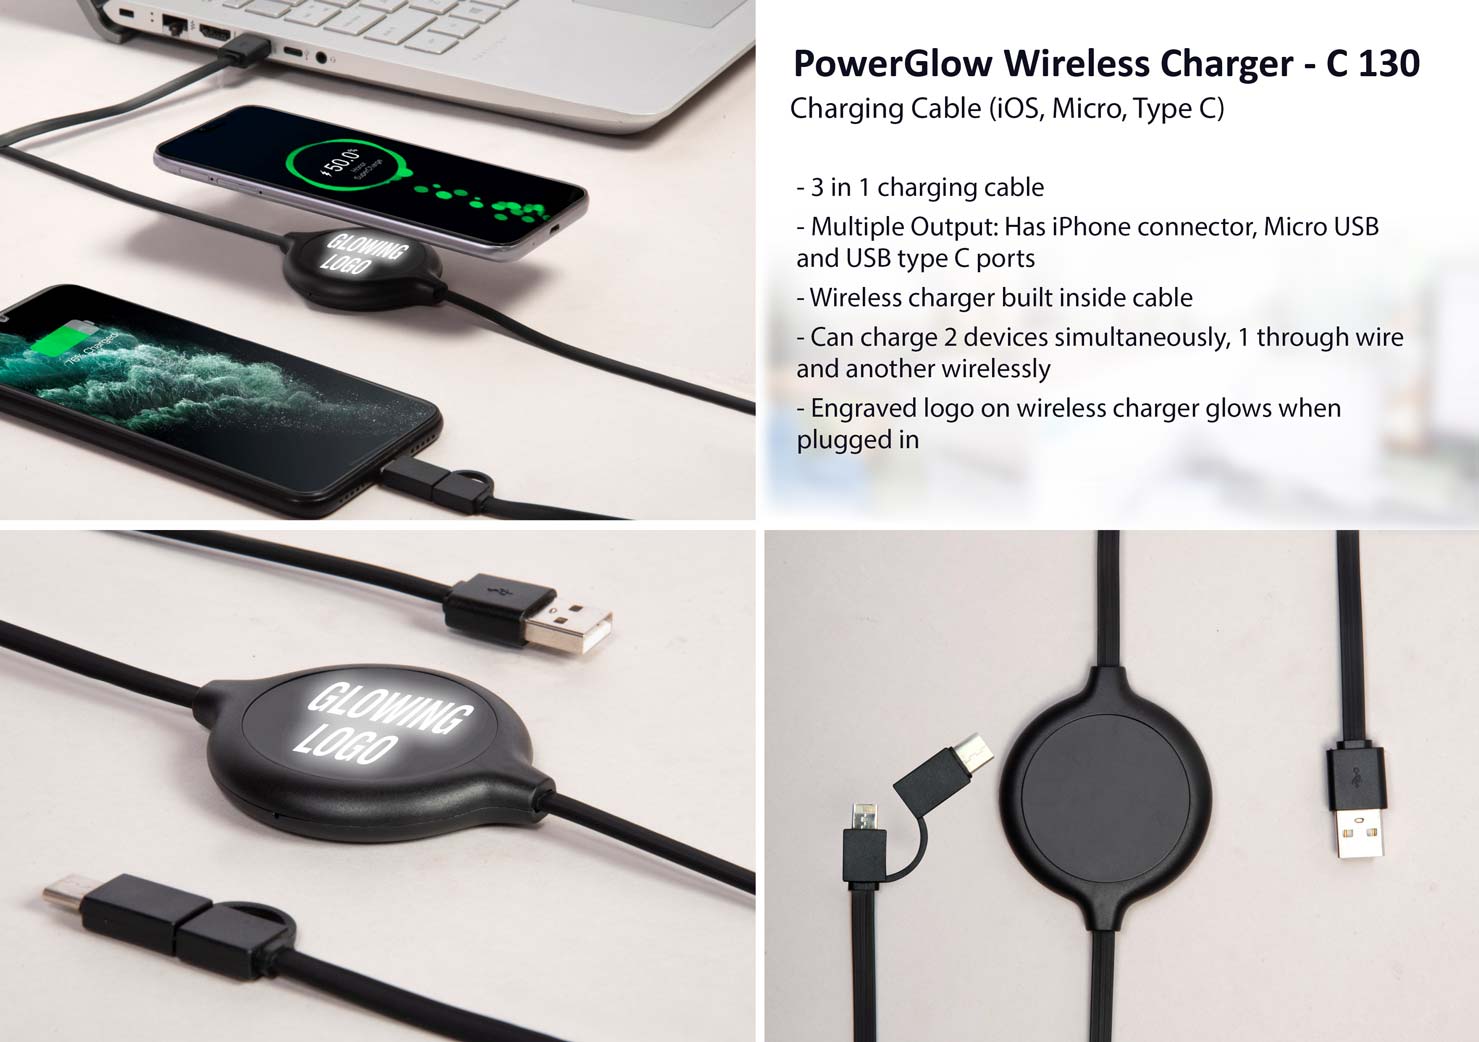 PowerGlow Wireless Charger - C 130
Charging Cable (iOS, Micro, Type C)
- 3 in 1 charging cable
- Multiple Output: Has iPhone connector, Micro USB
and USB type C ports
- Wireless charger built inside cable
- Can charge 2 devices simultaneously, 1 through wire
and another wirelessly
- Engraved logo on wireless charger glows when
plugged in
50.0%
Honor
SuperCharge
GLOWING
LOGO
GLOWING
LOGO